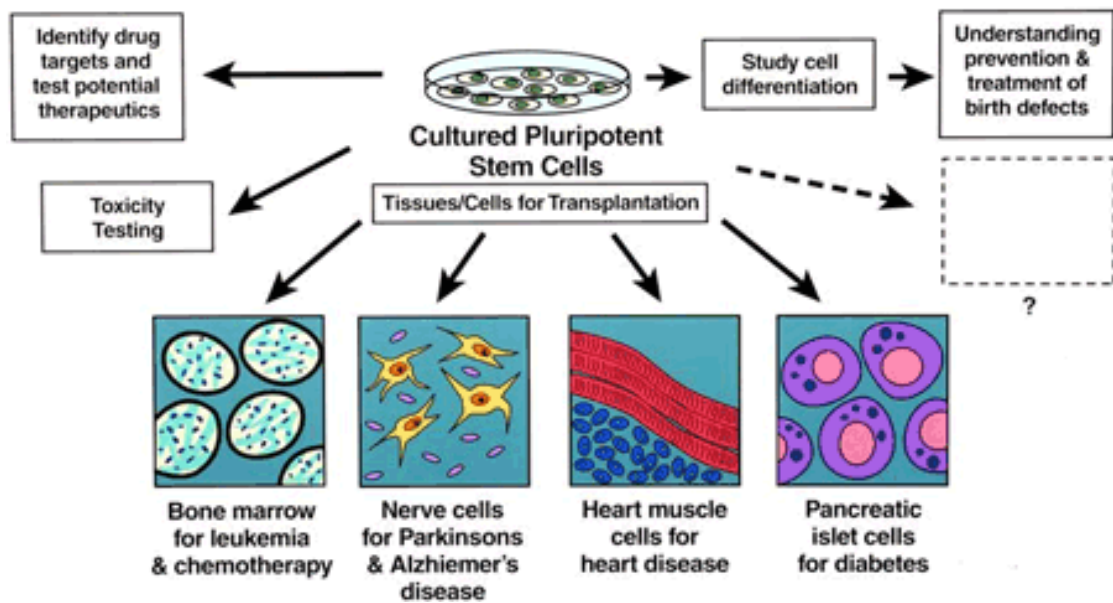 Identify drug
targets and
test potential
therapeutics
Study cell
differentiation
Understanding
prevention &
treatment of
birth defects
Cultured Pluripotent
Stem Cells
Toxicity
Testing
Tissues/Cells for Transplantation
?
Bone marrow
for leukemia
& chemotherapy
Nerve cells
for Parkinsons
& Alzhiemer's
disease
Heart muscle
cells for
heart disease
Pancreatic
islet cells
for diabetes